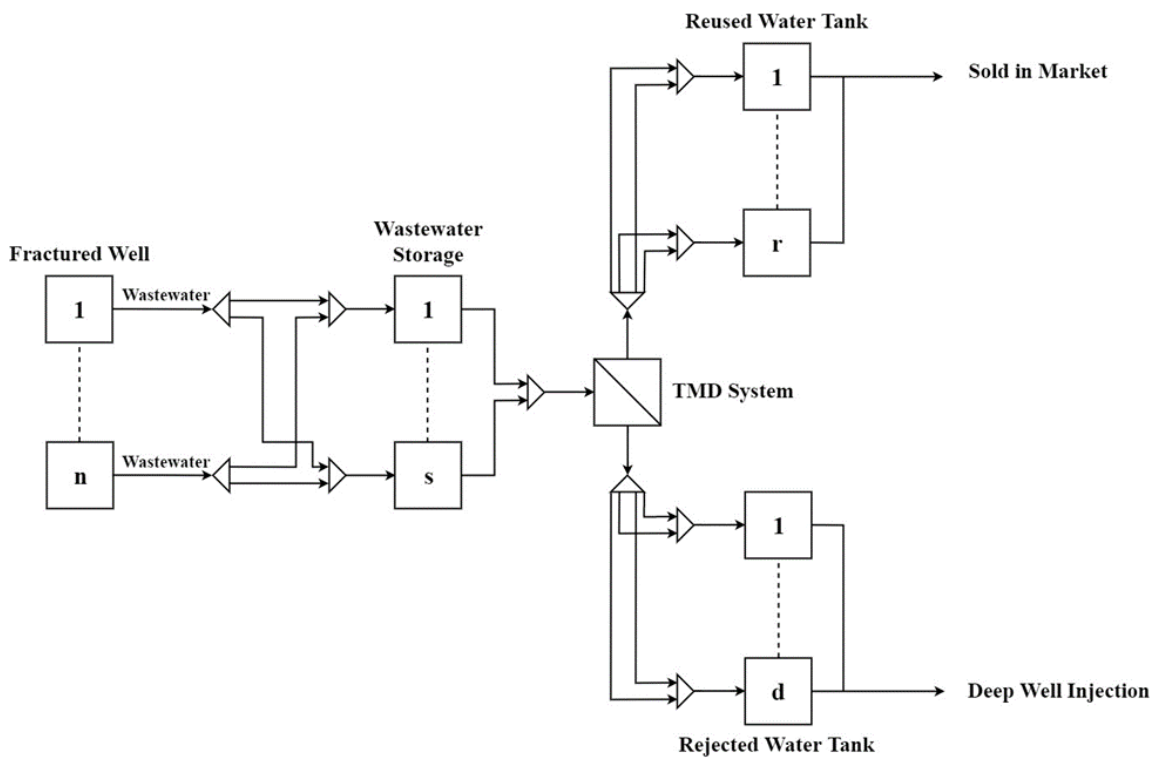 Reused Water Tank
1
Sold in Market
r
Fractured Well
Wastewater
Storage
1
Wastewater
1
TMD System
n
Wastewater
s
1
d
Deep Well Injection
Rejected Water Tank